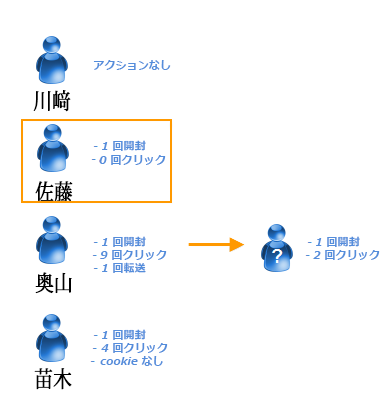 アクションなし
川﨑
- 1 回開封
- 0 回クリック
佐藤
- 1 回開封
- 9 回クリック
- 1 回転送
奥山
?
- 1 回開封
- 2 回クリック
- 1 回開封
- 4 回クリック
- cookie なし
苗木